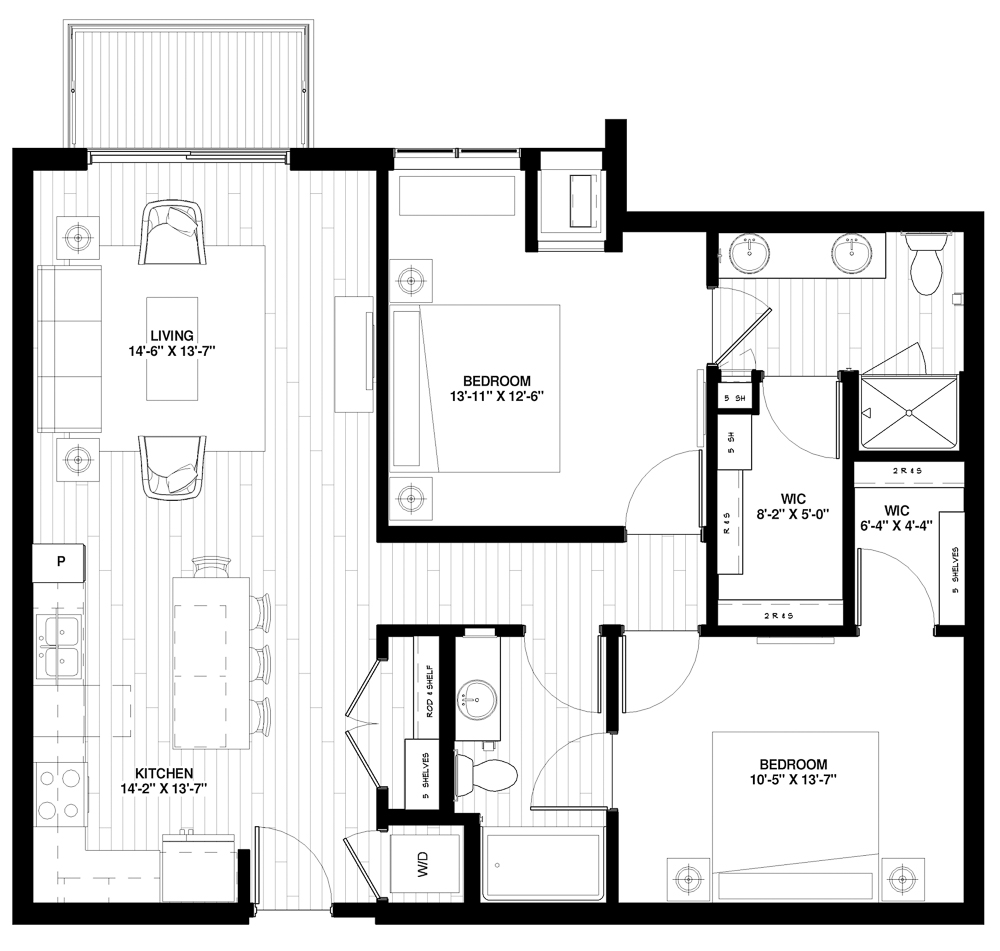 LIVING
14'-6" X 13'-7"
BEDROOM
13'-11" X 12'-6"
5 SH
5 SH
R & S
WIC
8'-2" X 5'-0"
2 R & S
2 R & S
WIC
6'-4" X 4'-4"
5 SHELVES
P
ROD & SHELF
5 SHELVES
KITCHEN
14'-2" X 13'-7"
W/D
BEDROOM
10'-5" X 13'-7"